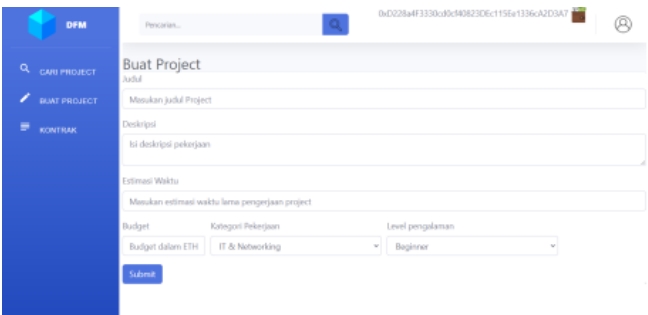 DFM
Pencarian...
0xD228a4F3330cd0cf40823DEc115Ea1336cA2D3A7
CARI PROJECT
BUAT PROJECT
KONTRAK
Buat Project
Judul
Masukan judul Project
Deskripsi
Isi deskripsi pekerjaan
Estimasi Waktu
Masukan estimasi waktu lama pengerjaan project
Budget Kategori Pekerjaan Level pengalaman
Budget dalam ETH IT & Networking Beginner
Submit